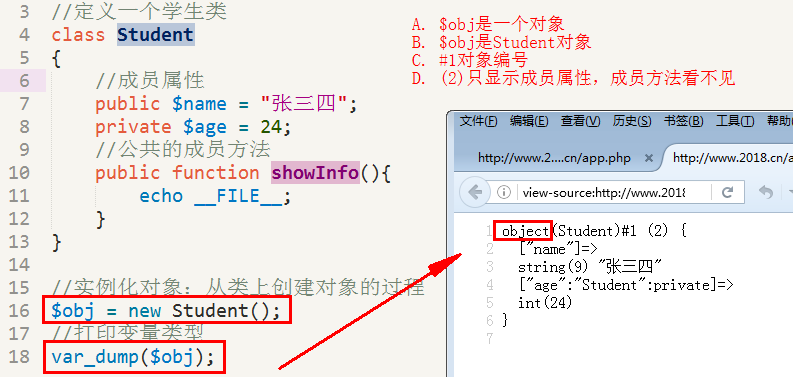 3 //定义一个学生类
4 class Student
5 {
6 //成员属性
7 public $name = "张三四";
8 private $age = 24;
9 //公共的成员方法
10 public function showInfo(){
11 echo __FILE__;
12 }
13 }
14
15 //实例化对象：从类上创建对象的过程
16 $obj = new Student();
17 //打印变量类型
18 var_dump($obj);
A. $obj是一个对象
B. $obj是Student对象
C. #1对象编号
D. (2)只显示成员属性，成员方法看不见
文件(F) 编辑(E) 查看(V) 历史(S) 书签(B) 工具(T) 帮助(
http://www.2....cn/app.php × http://www.2018.cn/a
view-source:http://www.2018
1 object(Student)#1 (2) {
2 ["name"]=>
3 string(9) "张三四"
4 ["age":"Student":private]=>
5 int(24)
6 }
7